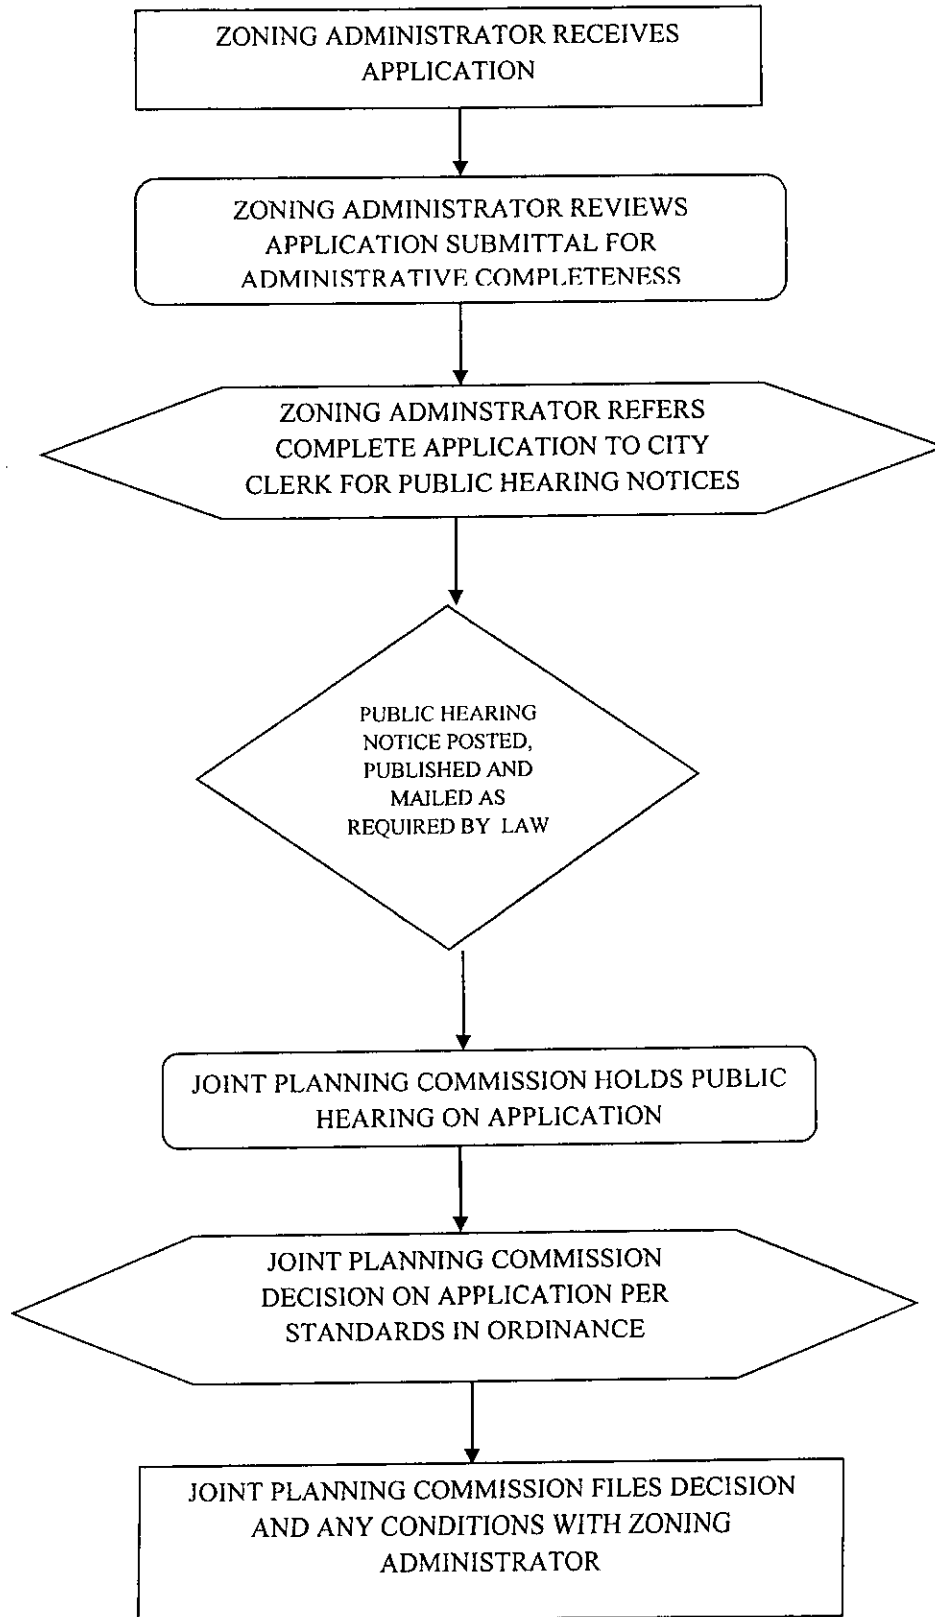 ZONING ADMINISTRATOR RECEIVES
APPLICATION
ZONING ADMINISTRATOR REVIEWS
APPLICATION SUBMITTAL FOR
ADMINISTRATIVE COMPLETENESS
ZONING ADMINSTRATOR REFERS
COMPLETE APPLICATION TO CITY
CLERK FOR PUBLIC HEARING NOTICES
PUBLIC HEARING
NOTICE POSTED,
PUBLISHED AND
MAILED AS
REQUIRED BY LAW
JOINT PLANNING COMMISSION HOLDS PUBLIC
HEARING ON APPLICATION
JOINT PLANNING COMMISSION
DECISION ON APPLICATION PER
STANDARDS IN ORDINANCE
JOINT PLANNING COMMISSION FILES DECISION
AND ANY CONDITIONS WITH ZONING
ADMINISTRATOR